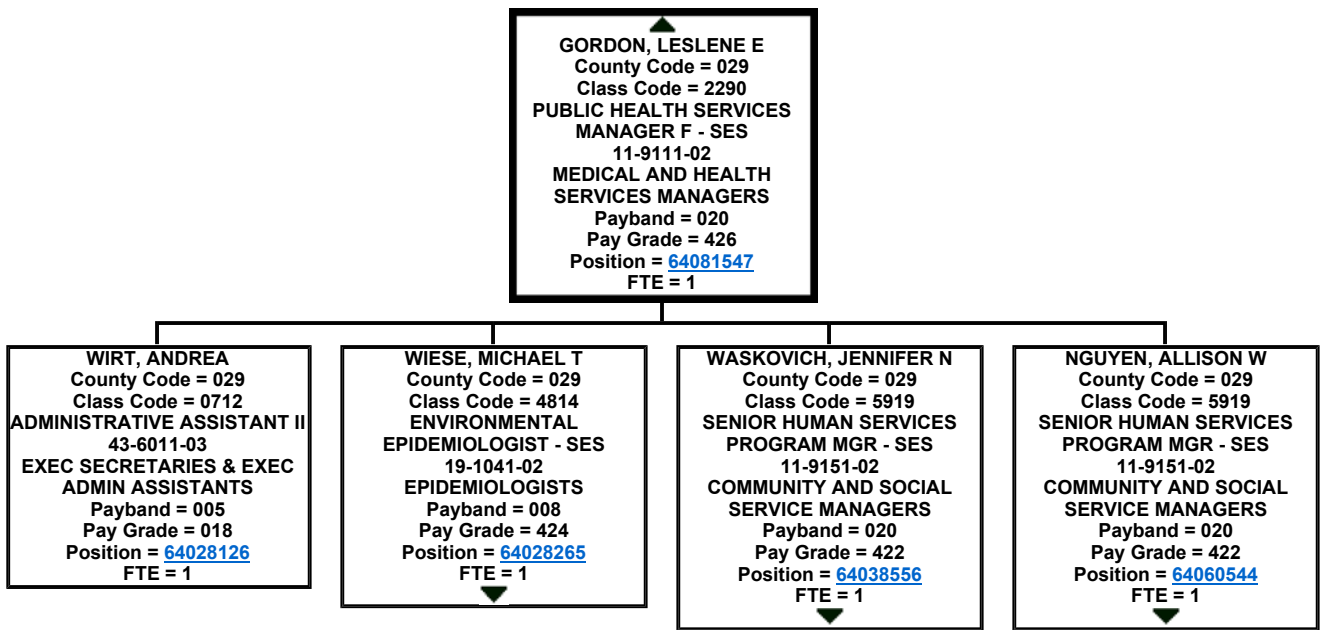 GORDON, LESLENE E
County Code = 029
Class Code = 2290
PUBLIC HEALTH SERVICES
MANAGER F - SES
11-9111-02
MEDICAL AND HEALTH
SERVICES MANAGERS
Payband = 020
Pay Grade = 426
Position = 64081547
FTE = 1
WIRT, ANDREA
County Code = 029
Class Code = 0712
ADMINISTRATIVE ASSISTANT II
43-6011-03
EXEC SECRETARIES & EXEC
ADMIN ASSISTANTS
Payband = 005
Pay Grade = 018
Position = 64028126
FTE = 1
WIESE, MICHAEL T
County Code = 029
Class Code = 4814
ENVIRONMENTAL
EPIDEMIOLOGIST - SES
19-1041-02
EPIDEMIOLOGISTS
Payband = 008
Pay Grade = 424
Position = 64028265
FTE = 1
WASKOVICH, JENNIFER N
County Code = 029
Class Code = 5919
SENIOR HUMAN SERVICES
PROGRAM MGR - SES
11-9151-02
COMMUNITY AND SOCIAL
SERVICE MANAGERS
Payband = 020
Pay Grade = 422
Position = 64038556
FTE = 1
NGUYEN, ALLISON W
County Code = 029
Class Code = 5919
SENIOR HUMAN SERVICES
PROGRAM MGR - SES
11-9151-02
COMMUNITY AND SOCIAL
SERVICE MANAGERS
Payband = 020
Pay Grade = 422
Position = 64060544
FTE = 1